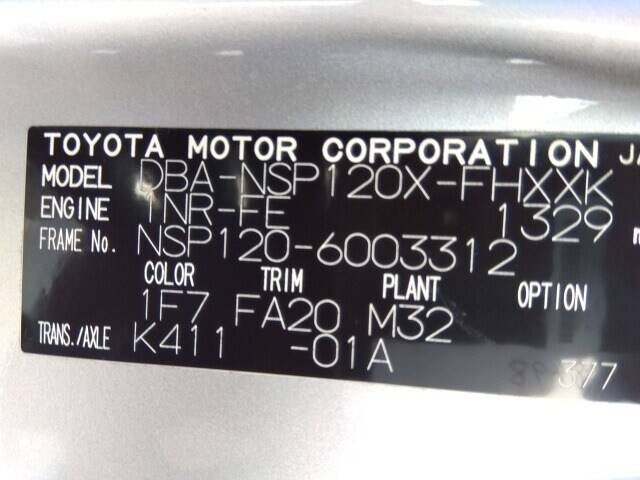 TOYOTA MOTOR CORPORATION
MODEL DBA-NSP120X-FHXXK
ENGINE 1NR-FE 1329
FRAME No. NSP120-6003312
COLOR TRIM PLANT OPTION
1F7 FA20 M32
TRANS./AXLE K411 -01A
377